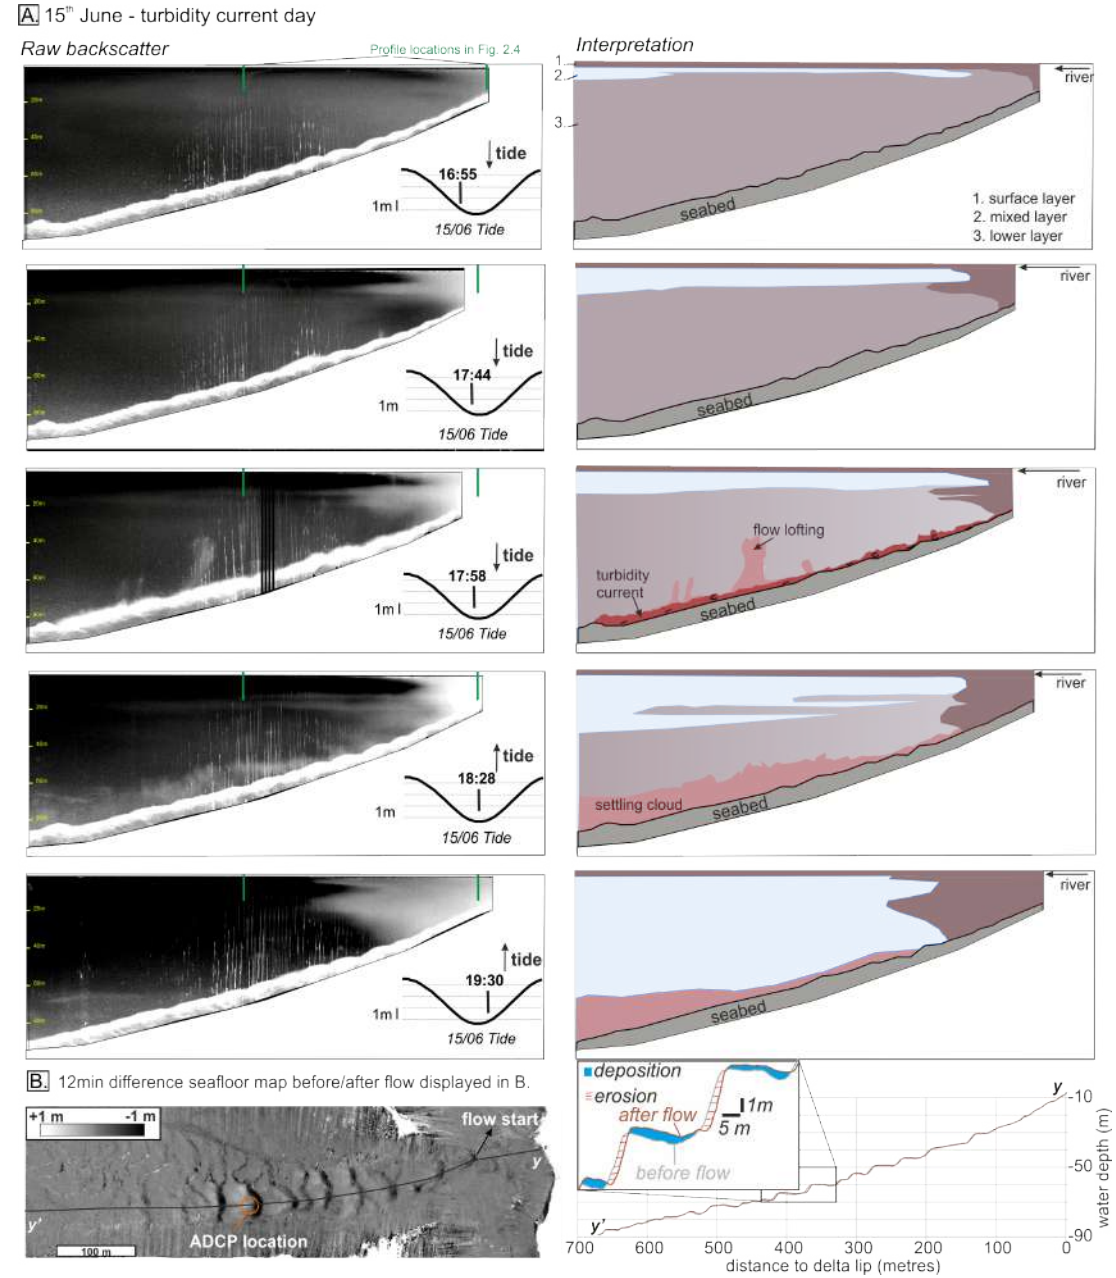 A. 15th June - turbidity current day
Raw backscatter
Profile locations in Fig. 2.4
Interpretation
tide
16:55
1m
15/06 Tide
1.
2.
3.
river
seabed
1. surface layer
2. mixed layer
3. lower layer
tide
17:44
1m
15/06 Tide
river
seabed
tide
17:58
1m
15/06 Tide
river
flow lofting
turbidity
current
seabed
tide
18:28
1m
15/06 Tide
river
settling cloud
seabed
tide
19:30
1m
15/06 Tide
river
seabed
B. 12min difference seafloor map before/after flow displayed in B.
+1 m -1 m
flow start
y
y'
ADCP location
100 m
deposition
erosion
after flow
1m
5 m
before flow
y
y'
-10
-50
-90
water depth (m)
700 600 500 400 300 200 100 0
distance to delta lip (metres)